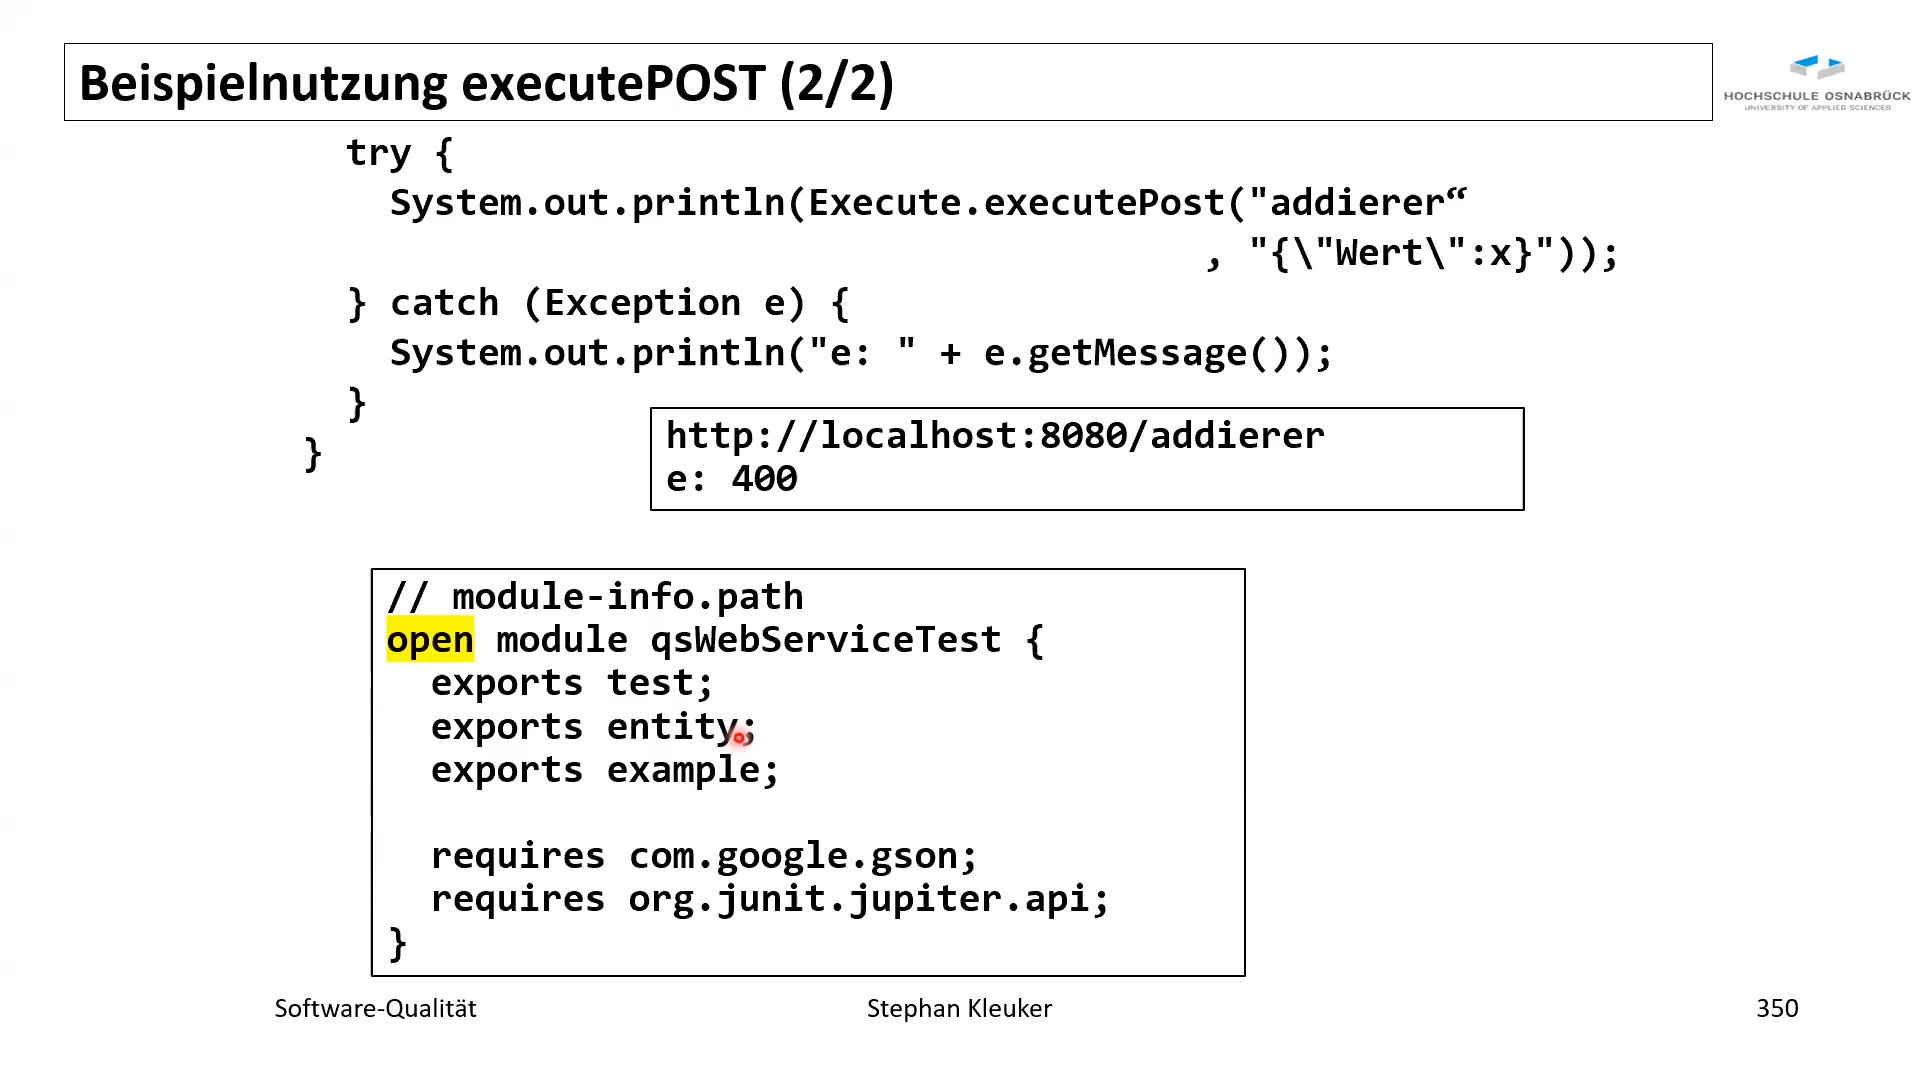 Beispielnutzung executePOST (2/2)
HOCHSCHULE OSNABRÜCK
UNIVERSITY OF APPLIED SCIENCES
try {
System.out.println(Execute.executePost("addierer“
, "{\"Wert\":x}"));
} catch (Exception e) {
System.out.println("e: " + e.getMessage());
}
}
http://localhost:8080/addierer
e: 400
// module-info.path
open module qsWebServiceTest {
exports test;
exports entity;
exports example;
requires com.google.gson;
requires org.junit.jupiter.api;
}
Software-Qualität
Stephan Kleuker
350